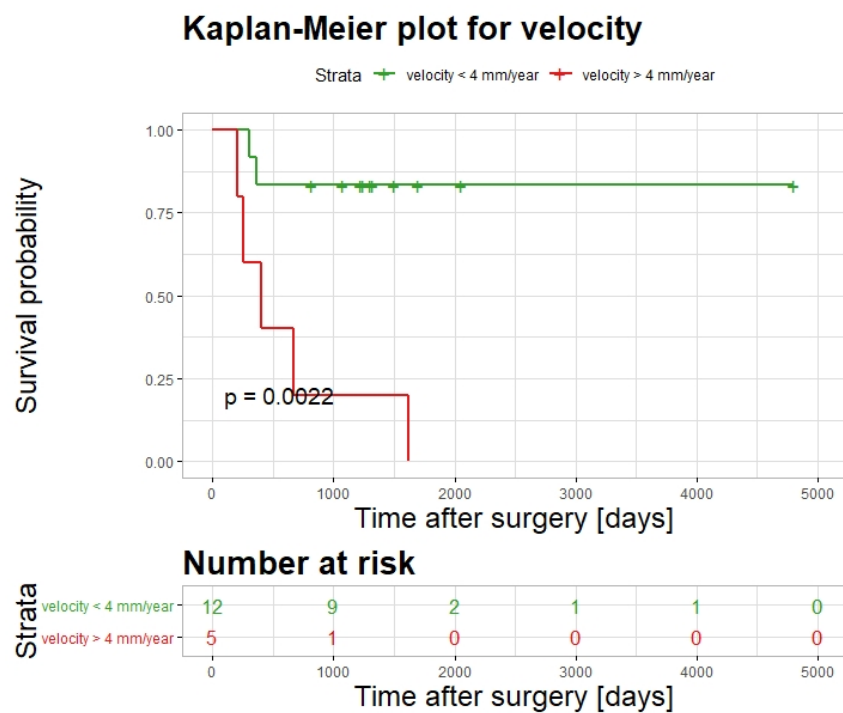 Kaplan-Meier plot for velocity
Strata velocity < 4 mm/year velocity > 4 mm/year
Survival probability
1.00
0.75
0.50
0.25
0.00
p = 0.0022
0 1000 2000 3000 4000 5000
Time after surgery [days]
Number at risk
Strata
velocity < 4 mm/year 12 9 2 1 1 0
velocity > 4 mm/year 5 1 0 0 0 0
0 1000 2000 3000 4000 5000
Time after surgery [days]